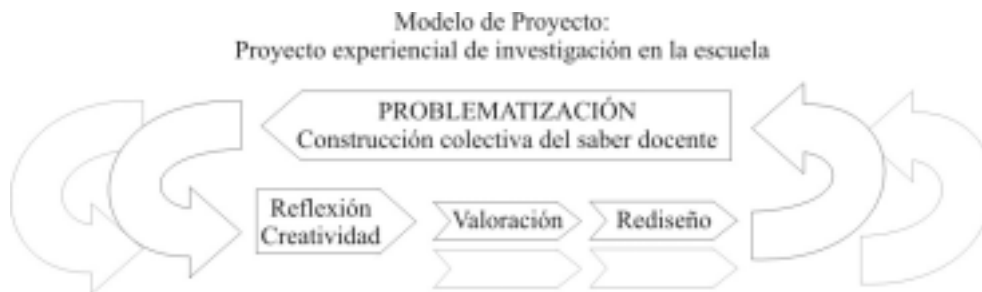 Modelo de Proyecto:
Proyecto experiencial de investigación en la escuela
PROBLEMATIZACIÓN
Construcción colectiva del saber docente
Reflexión
Creatividad
Valoración
Rediseño